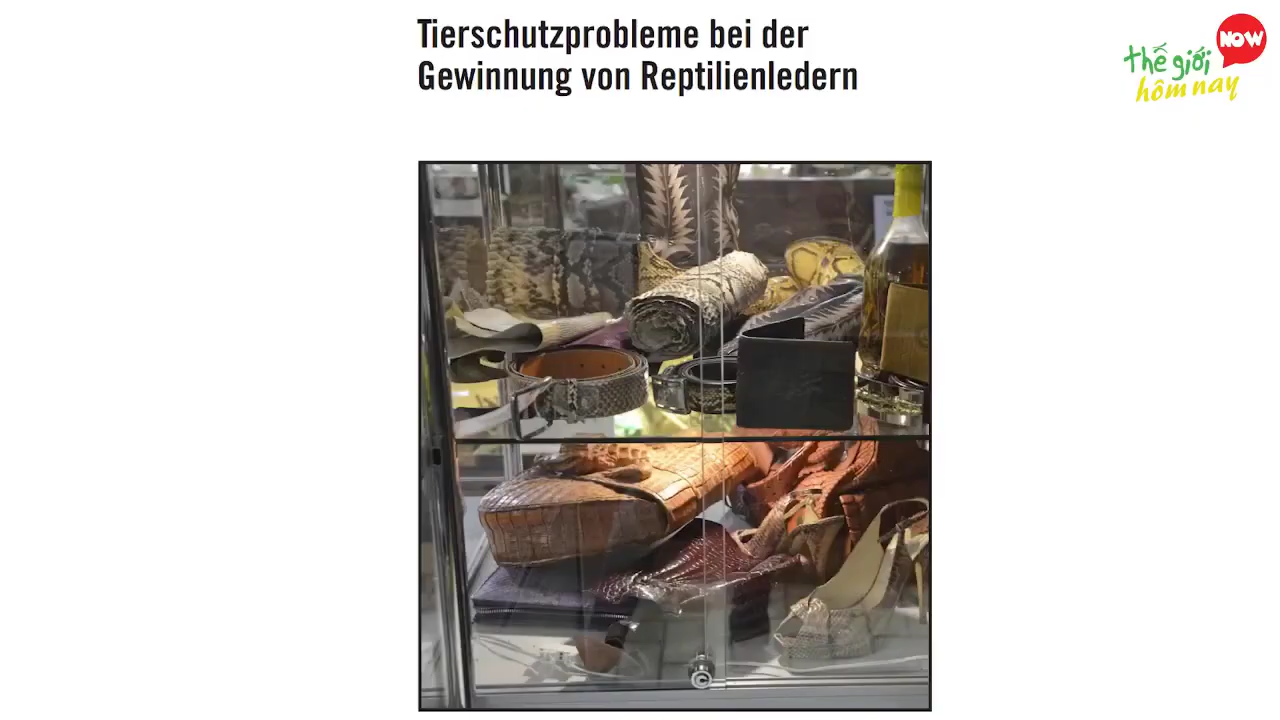 Tierschutzprobleme bei der
Gewinnung von Reptilienledern
thế giới
NOW
hôm nay
©